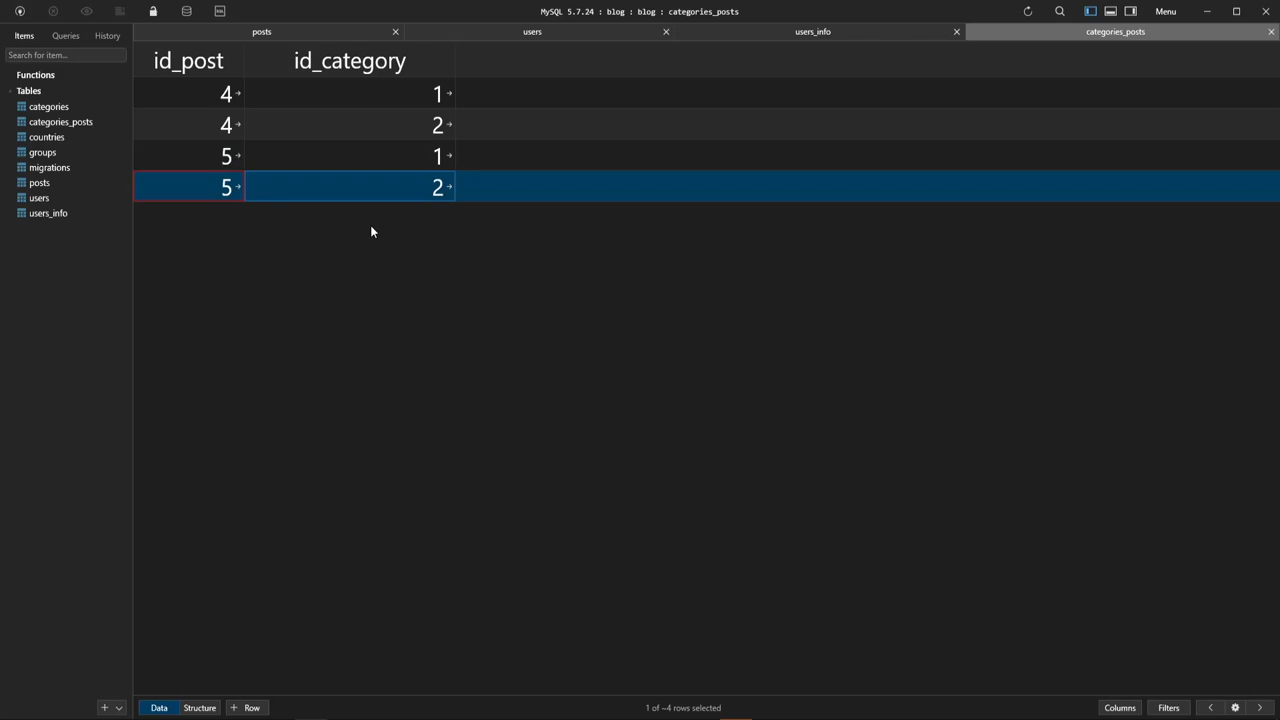 MySQL 5.7.24 : blog : blog : categories_posts
Menu
Items Queries History
posts
users
users_info
categories_posts
Search for item...
Functions
Tables
categories
categories_posts
countries
groups
migrations
posts
users
users_info
id_post id_category
4 1
4 2
5 1
5 2
Data Structure + Row
1 of ~4 rows selected
Columns Filters